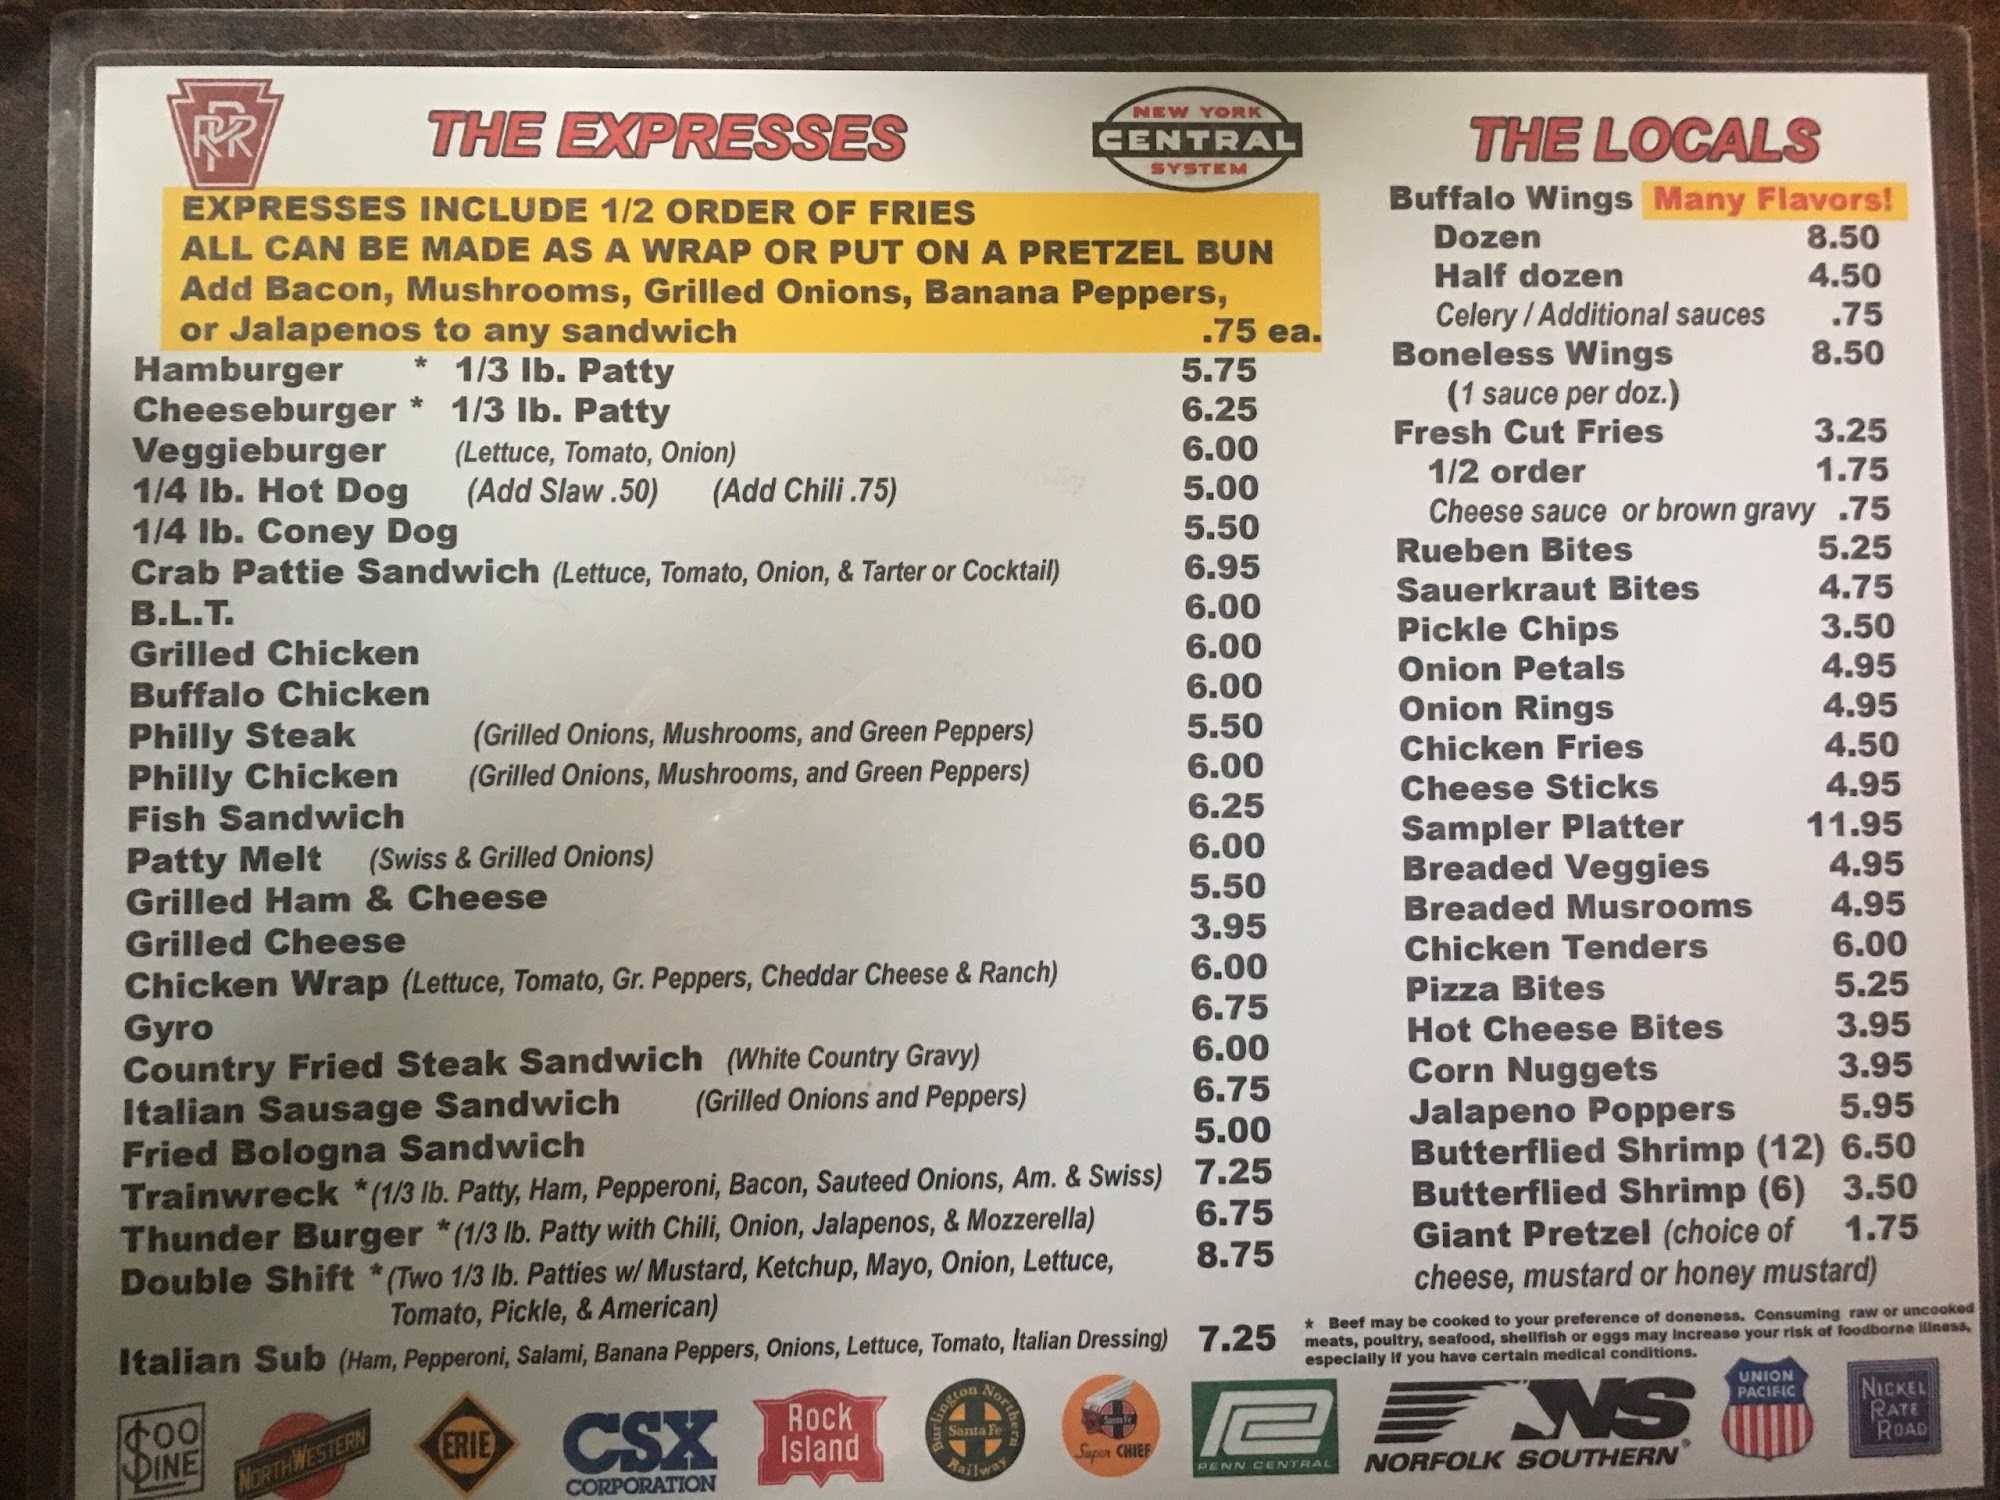 PRR
THE EXPRESSES
NEW YORK
CENTRAL
SYSTEM
EXPRESSES INCLUDE 1/2 ORDER OF FRIES
ALL CAN BE MADE AS A WRAP OR PUT ON A PRETZEL BUN
Add Bacon, Mushrooms, Grilled Onions, Banana Peppers,
or Jalapenos to any sandwich .75 ea.
Hamburger * 1/3 lb. Patty 5.75
Cheeseburger * 1/3 lb. Patty 6.25
Veggieburger (Lettuce, Tomato, Onion) 6.00
1/4 lb. Hot Dog (Add Slaw .50) (Add Chili .75) 5.00
1/4 lb. Coney Dog 5.50
Crab Pattie Sandwich (Lettuce, Tomato, Onion, & Tarter or Cocktail) 6.95
B.L.T. 6.00
Grilled Chicken 6.00
Buffalo Chicken 6.00
Philly Steak (Grilled Onions, Mushrooms, and Green Peppers) 5.50
Philly Chicken (Grilled Onions, Mushrooms, and Green Peppers) 6.00
Fish Sandwich 6.25
Patty Melt (Swiss & Grilled Onions) 6.00
Grilled Ham & Cheese 5.50
Grilled Cheese 3.95
Chicken Wrap (Lettuce, Tomato, Gr. Peppers, Cheddar Cheese & Ranch) 6.00
Gyro 6.75
Country Fried Steak Sandwich (White Country Gravy) 6.00
Italian Sausage Sandwich (Grilled Onions and Peppers) 6.75
Fried Bologna Sandwich 5.00
Trainwreck *(1/3 lb. Patty, Ham, Pepperoni, Bacon, Sauteed Onions, Am. & Swiss) 7.25
Thunder Burger *(1/3 lb. Patty with Chili, Onion, Jalapenos, & Mozzerella) 6.75
Double Shift *(Two 1/3 lb. Patties w/ Mustard, Ketchup, Mayo, Onion, Lettuce, 8.75
Tomato, Pickle, & American)
Italian Sub (Ham, Pepperoni, Salami, Banana Peppers, Onions, Lettuce, Tomato, Italian Dressing) 7.25
THE LOCALS
Buffalo Wings Many Flavors!
Dozen 8.50
Half dozen 4.50
Celery / Additional sauces .75
Boneless Wings 8.50
(1 sauce per doz.)
Fresh Cut Fries 3.25
1/2 order 1.75
Cheese sauce or brown gravy .75
Rueben Bites 5.25
Sauerkraut Bites 4.75
Pickle Chips 3.50
Onion Petals 4.95
Onion Rings 4.95
Chicken Fries 4.50
Cheese Sticks 4.95
Sampler Platter 11.95
Breaded Veggies 4.95
Breaded Musrooms 4.95
Chicken Tenders 6.00
Pizza Bites 5.25
Hot Cheese Bites 3.95
Corn Nuggets 3.95
Jalapeno Poppers 5.95
Butterflied Shrimp (12) 6.50
Butterflied Shrimp (6) 3.50
Giant Pretzel (choice of 1.75
cheese, mustard or honey mustard)
* Beef may be cooked to your preference of doneness. Consuming raw or uncooked
meats, poultry, seafood, shellfish or eggs may increase your risk of foodborne illness,
especially if you have certain medical conditions.
SOO
LINE
NORTH WESTERN
ERIE
CSX
CORPORATION
Rock
Island
Burlington Northern
Santa Fe
Railway
Santa Fe
Super CHIEF
PENN CENTRAL
NS
NORFOLK SOUTHERN®
UNION
PACIFIC
NICKEL
RATE
ROAD